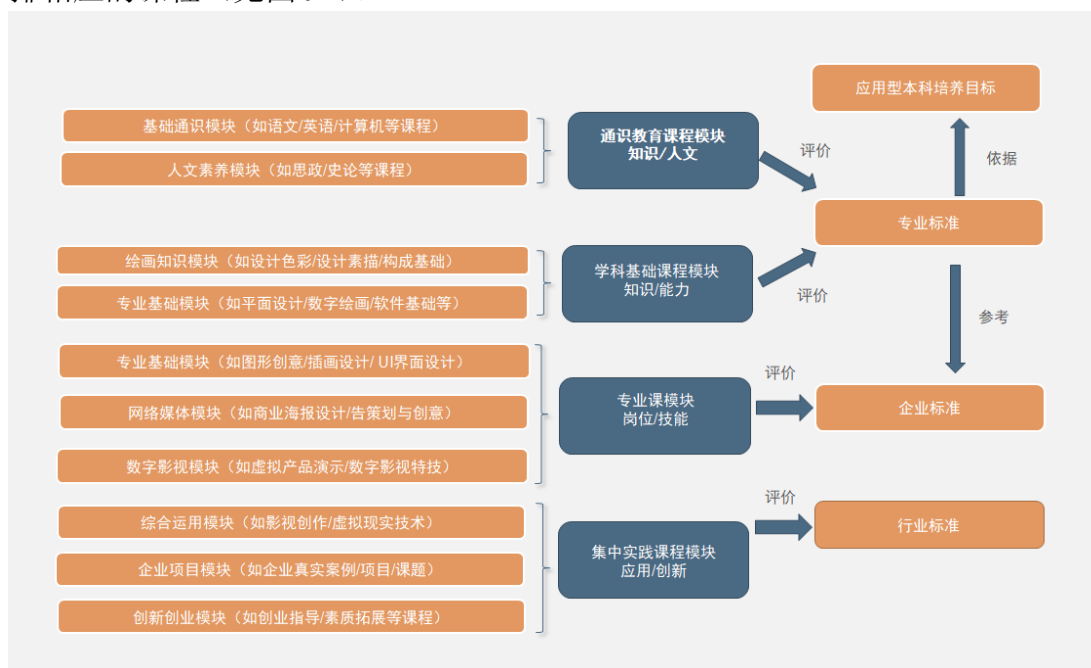 应用型本科培养目标
基础通识模块（如语文/英语/计算机等课程）
通识教育课程模块
知识/人文
评价
依据
人文素养模块（如思政/史论等课程）
专业标准
绘画知识模块（如设计色彩/设计素描/构成基础）
学科基础课程模块
知识/能力
评价
专业基础模块（如平面设计/数字绘画/软件基础等）
参考
专业基础模块（如图形创意/插画设计/ UI界面设计）
评价
专业课模块
岗位/技能
网络媒体模块（如商业海报设计/告策划与创意）
企业标准
数字影视模块（如虚拟产品演示/数字影视特技）
评价
综合运用模块（如影视创作/虚拟现实技术）
行业标准
集中实践课程模块
应用/创新
企业项目模块（如企业真实案例/项目/课题）
创新创业模块（如创业指导/素质拓展等课程）